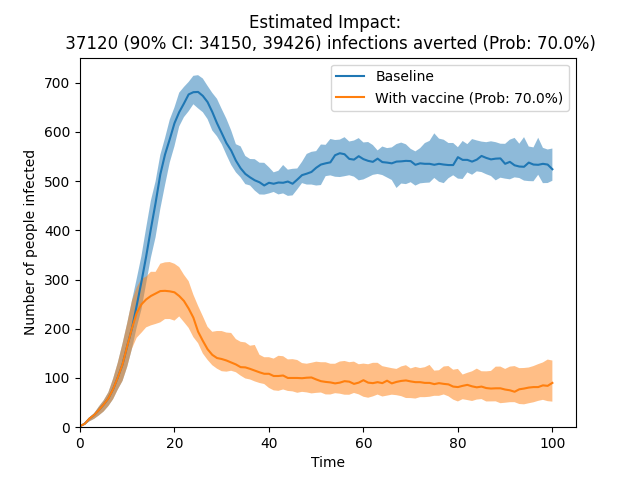 Estimated Impact:
37120 (90% CI: 34150, 39426) infections averted (Prob: 70.0%)
Baseline
With vaccine (Prob: 70.0%)
Number of people infected
700
600
500
400
300
200
100
0
0 20 40 60 80 100
Time